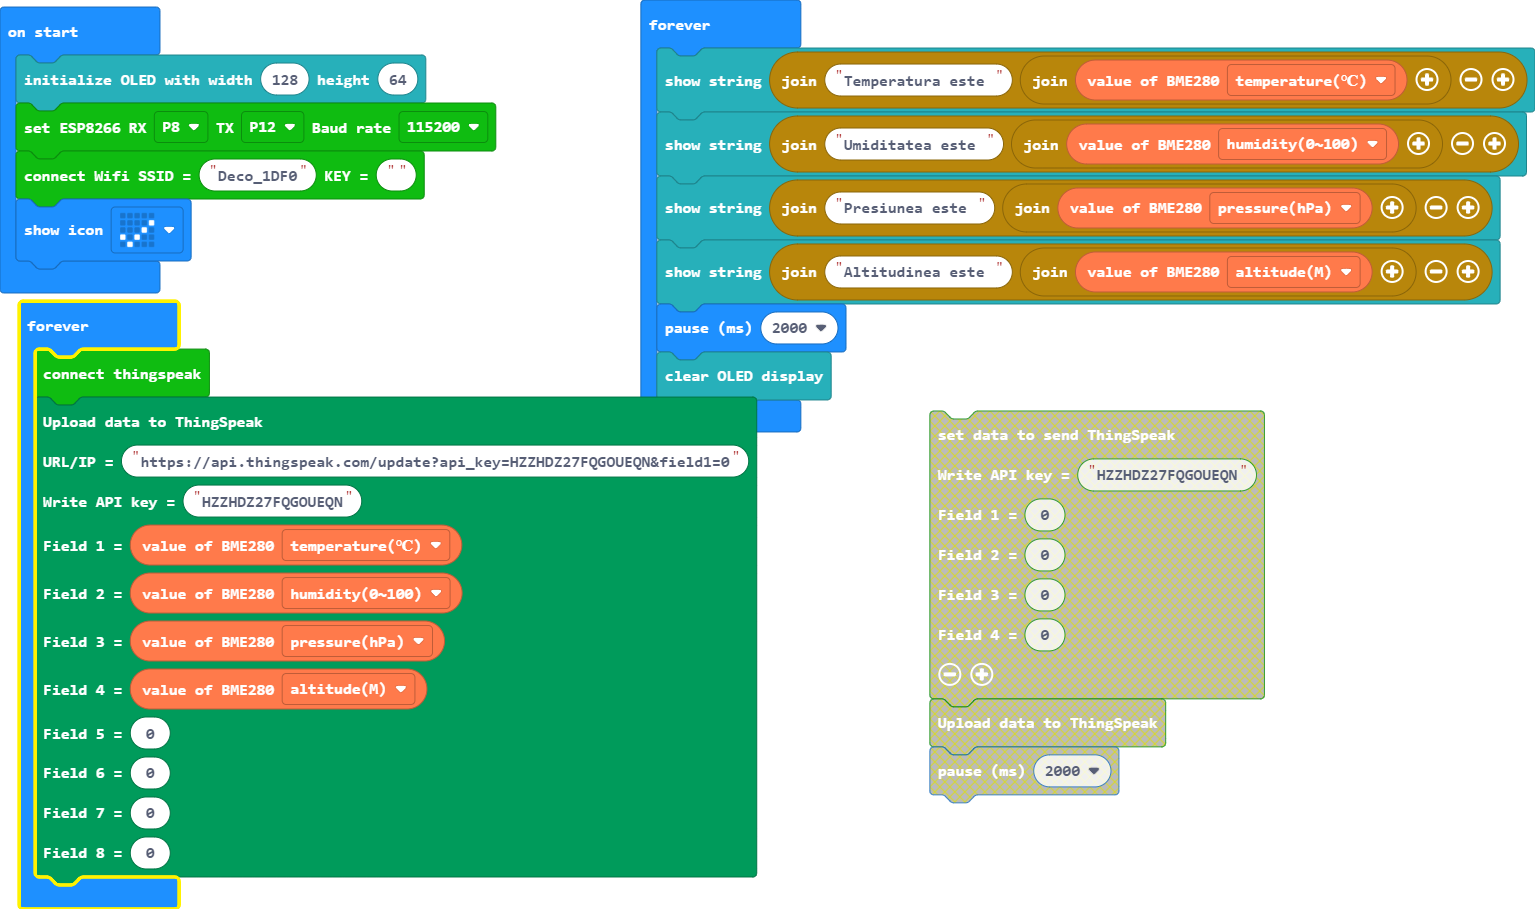 on start
initialize OLED with width 128 height 64
set ESP8266 RX P8 TX P12 Baud rate 115200
connect Wifi SSID = "Deco_1DF0" KEY = ""
show icon
forever
show string join "Temperatura este " join value of BME280 temperature(℃)
show string join "Umiditatea este " join value of BME280 humidity(0~100)
show string join "Presiunea este " join value of BME280 pressure(hPa)
show string join "Altitudinea este " join value of BME280 altitude(M)
pause (ms) 2000
clear OLED display
forever
connect thingspeak
Upload data to ThingSpeak
URL/IP = "https://api.thingspeak.com/update?api_key=HZZHDZ27FQGOUEQN&field1=0"
Write API key = "HZZHDZ27FQGOUEQN"
Field 1 = value of BME280 temperature(℃)
Field 2 = value of BME280 humidity(0~100)
Field 3 = value of BME280 pressure(hPa)
Field 4 = value of BME280 altitude(M)
Field 5 = 0
Field 6 = 0
Field 7 = 0
Field 8 = 0
set data to send ThingSpeak
Write API key = "HZZHDZ27FQGOUEQN"
Field 1 = 0
Field 2 = 0
Field 3 = 0
Field 4 = 0
Upload data to ThingSpeak
pause (ms) 2000